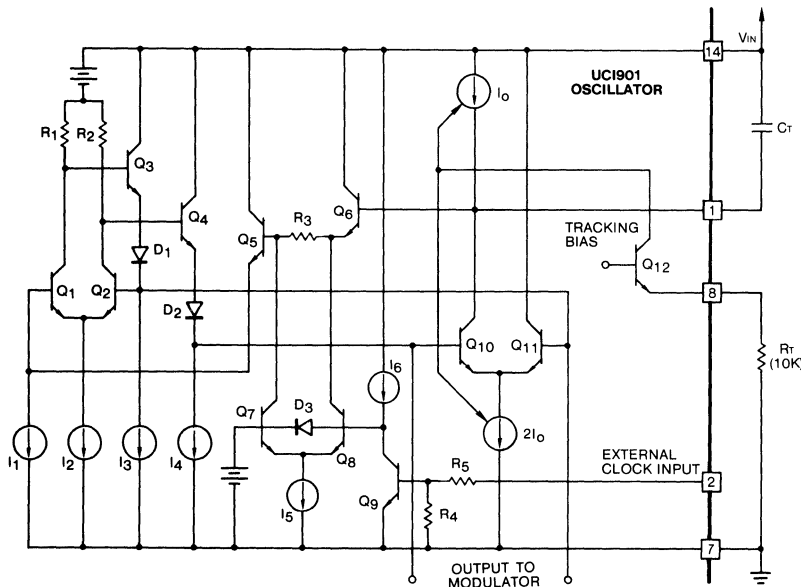 VIN
14
UC1901
OSCILLATOR
IO
R1
R2
Q3
CT
Q4
R3
Q6
1
Q5
TRACKING
BIAS
D1
Q12
Q1
Q2
8
D2
Q10
Q11
RT
(10K)
I6
Q7
D3
2IO
Q8
EXTERNAL
CLOCK INPUT
I1
I2
I3
I4
R5
2
I5
Q9
R4
7
OUTPUT TO
MODULATOR